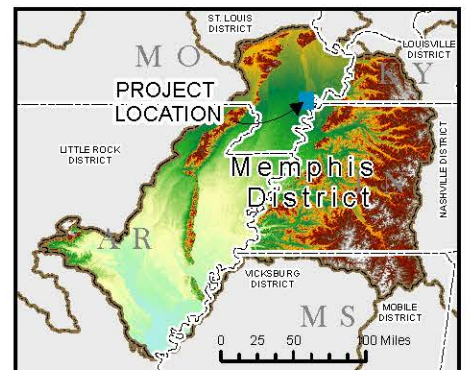 ST. LOUIS
DISTRICT
LOUISVILLE
DISTRICT
M O
K Y
PROJECT
LOCATION
LITTLE ROCK
DISTRICT
NASHVILLE DISTRICT
Memphis
District
A R
VICKSBURG
DISTRICT
MOBILE
DISTRICT
M S
0 25 50 100 Miles